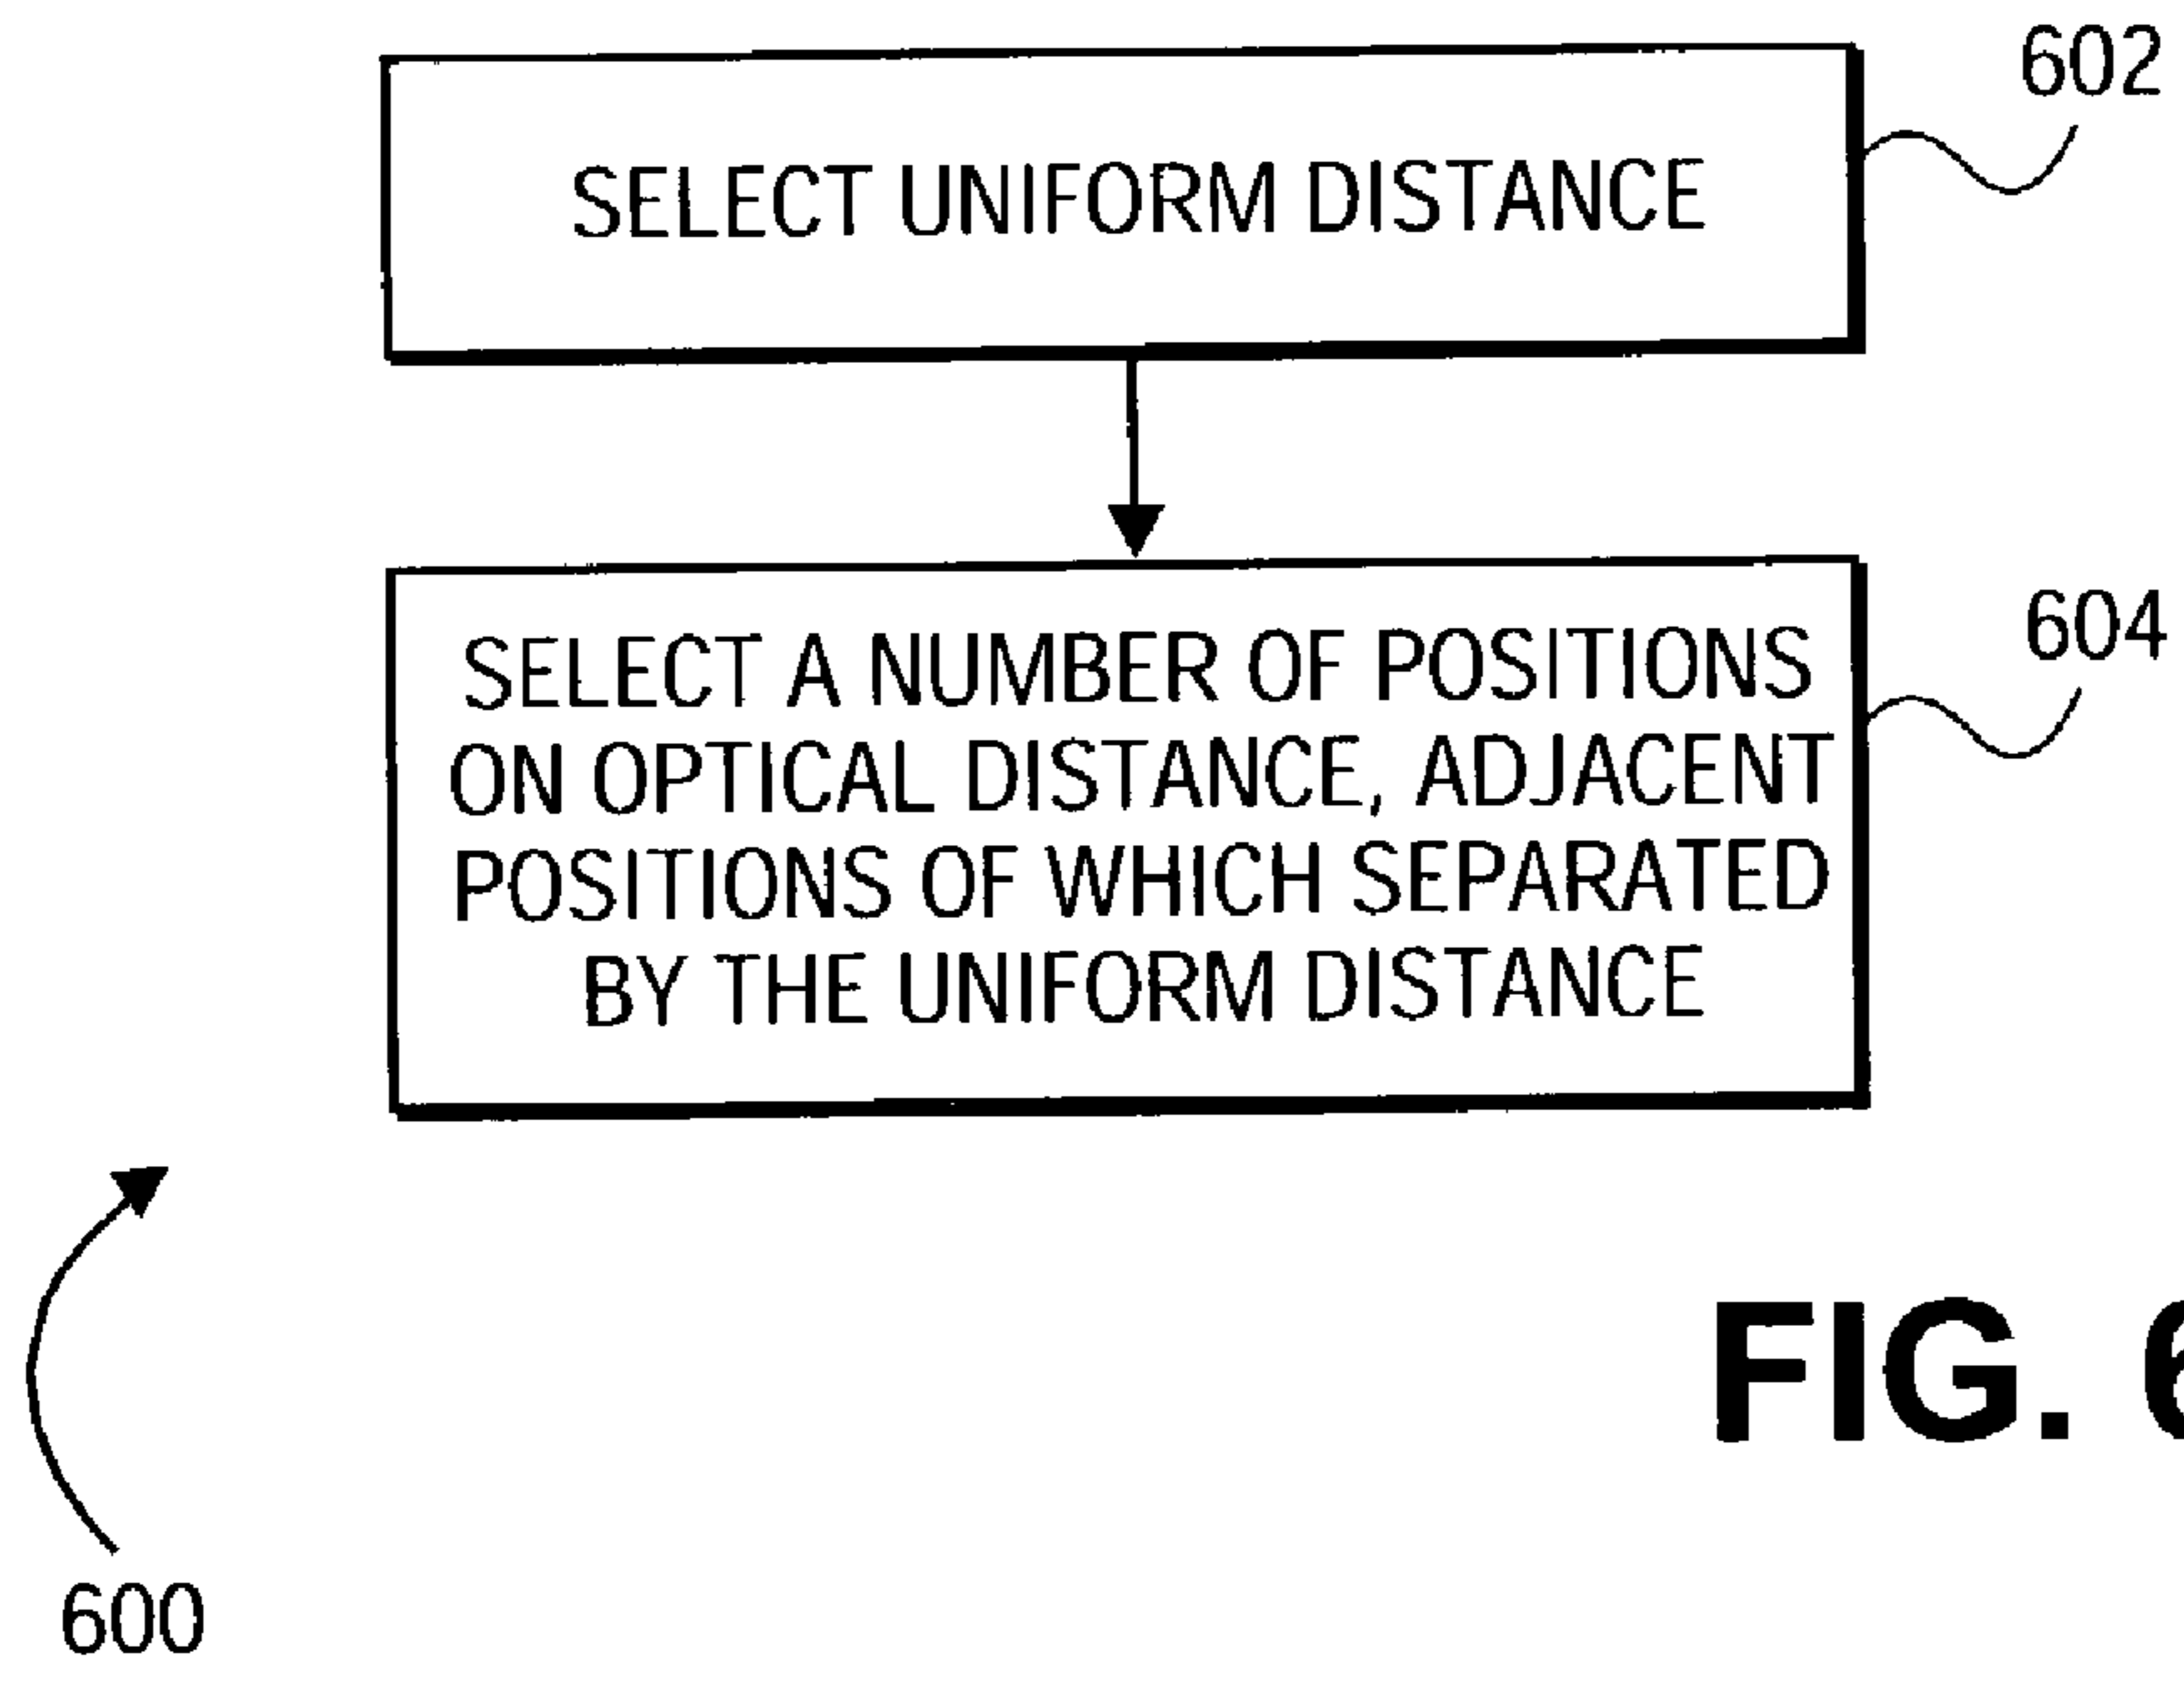 602
SELECT UNIFORM DISTANCE
604
SELECT A NUMBER OF POSITIONS
ON OPTICAL DISTANCE, ADJACENT
POSITIONS OF WHICH SEPARATED
BY THE UNIFORM DISTANCE
FIG.
600